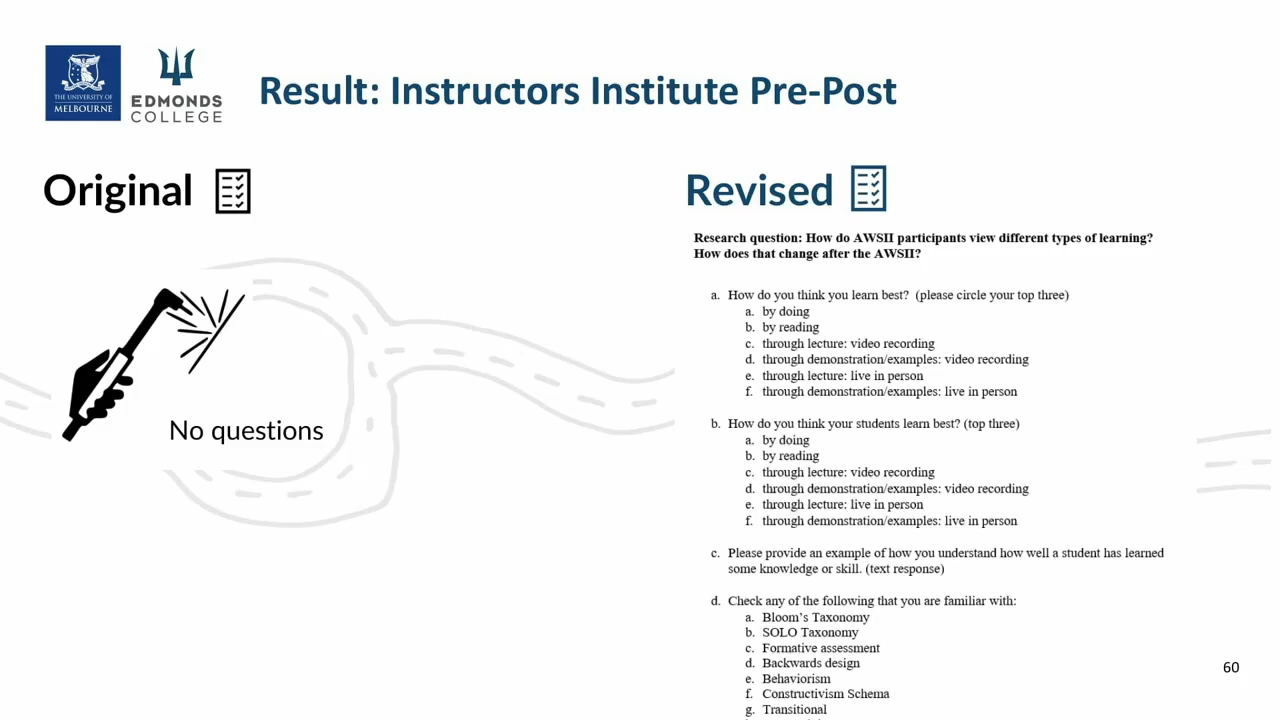 THE UNIVERSITY OF
MELBOURNE
EDMONDS
COLLEGE
Result: Instructors Institute Pre-Post
Original
No questions
Revised
Research question: How do AWSII participants view different types of learning?
How does that change after the AWSII?
a. How do you think you learn best? (please circle your top three)
a. by doing
b. by reading
c. through lecture: video recording
d. through demonstration/examples: video recording
e. through lecture: live in person
f. through demonstration/examples: live in person
b. How do you think your students learn best? (top three)
a. by doing
b. by reading
c. through lecture: video recording
d. through demonstration/examples: video recording
e. through lecture: live in person
f. through demonstration/examples: live in person
c. Please provide an example of how you understand how well a student has learned
some knowledge or skill. (text response)
d. Check any of the following that you are familiar with:
a. Bloom's Taxonomy
b. SOLO Taxonomy
c. Formative assessment
d. Backwards design
e. Behaviorism
f. Constructivism Schema
g. Transitional
60